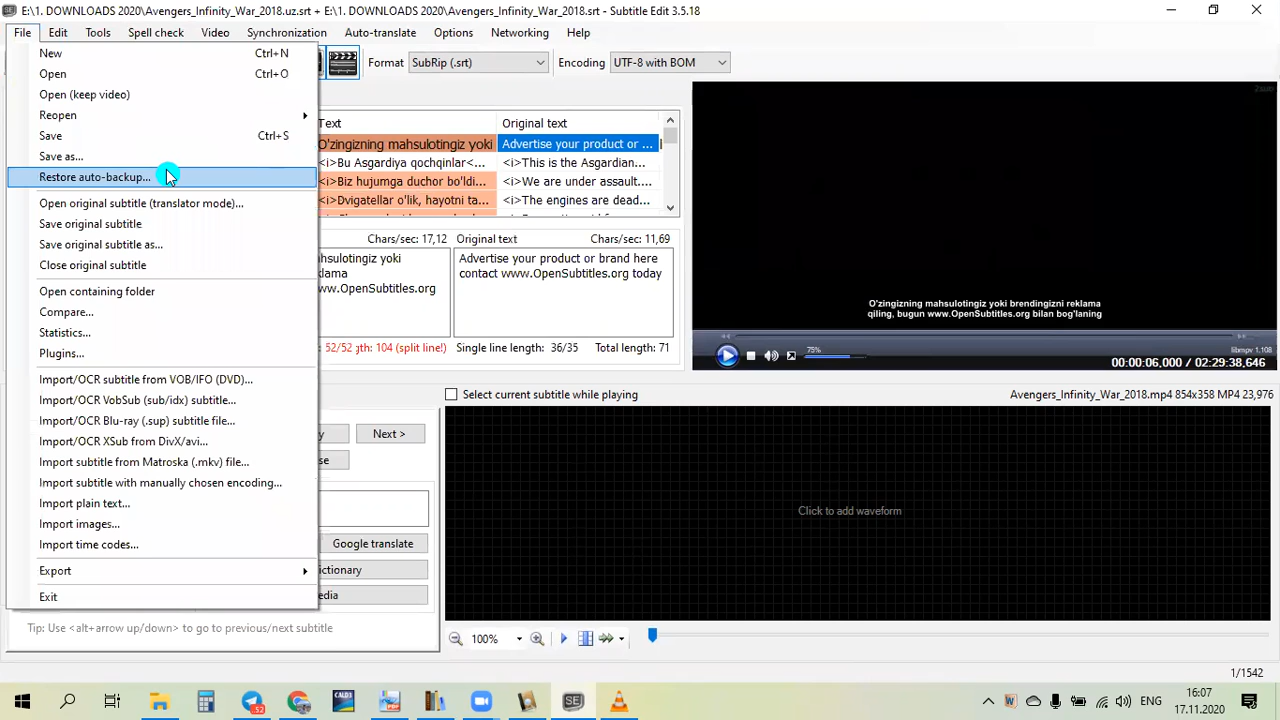 E:\1. DOWNLOADS 2020\Avengers_Infinity_War_2018.uz.srt + E:\1. DOWNLOADS 2020\Avengers_Infinity_War_2018.srt - Subtitle Edit 3.5.18
File Edit Tools Spell check Video Synchronization Auto-translate Options Networking Help
New Ctrl+N
Open Ctrl+O
Open (keep video)
Reopen
Save Ctrl+S
Save as...
Restore auto-backup...
Open original subtitle (translator mode)...
Save original subtitle
Save original subtitle as...
Close original subtitle
Open containing folder
Compare...
Statistics...
Plugins...
Import/OCR subtitle from VOB/IFO (DVD)...
Import/OCR VobSub (sub/idx) subtitle...
Import/OCR Blu-ray (.sup) subtitle file...
Import/OCR XSub from DivX/avi...
Import subtitle from Matroska (.mkv) file...
Import subtitle with manually chosen encoding...
Import plain text...
Import images...
Import time codes...
Export
Exit
Format SubRip (.srt) Encoding UTF-8 with BOM
Text Original text
O'zingizning mahsulotingiz yoki Advertise your product or ...
<i>Bu Asgardiya qochqinlar<... <i>This is the Asgardian...
<i>Biz hujumga duchor bo'ldi... <i>We are under assault....
<i>Dvigatellar o'lik, hayotni ta... <i>The engines are dead...
Chars/sec: 17,12 Original text Chars/sec: 11,69
hsulotingiz yoki
klama
ww.OpenSubtitles.org
Advertise your product or brand here
contact www.OpenSubtitles.org today
52/52 gth: 104 (split line!) Single line length: 36/35 Total length: 71
O'zingizning mahsulotingiz yoki brendingizni reklama
qiling, bugun www.OpenSubtitles.org bilan bog'laning
75%
libmpv 1.108
00:00:06,000 / 02:29:38,646
Select current subtitle while playing Avengers_Infinity_War_2018.mp4 854x358 MP4 23,976
y Next >
se
Google translate
ictionary
edia
Click to add waveform
Tip: Use <alt+arrow up/down> to go to previous/next subtitle
100%
1/1542
52
CALD3
SE
W
ENG
16:07
17.11.2020